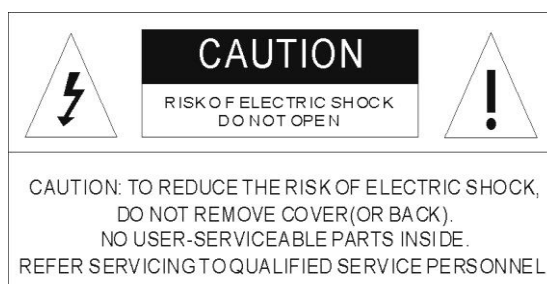 CAUTION
RISK OF ELECTRIC SHOCK
DO NOT OPEN
CAUTION: TO REDUCE THE RISK OF ELECTRIC SHOCK,
DO NOT REMOVE COVER(OR BACK).
NO USER-SERVICEABLE PARTS INSIDE.
REFER SERVICING TO QUALIFIED SERVICE PERSONNEL